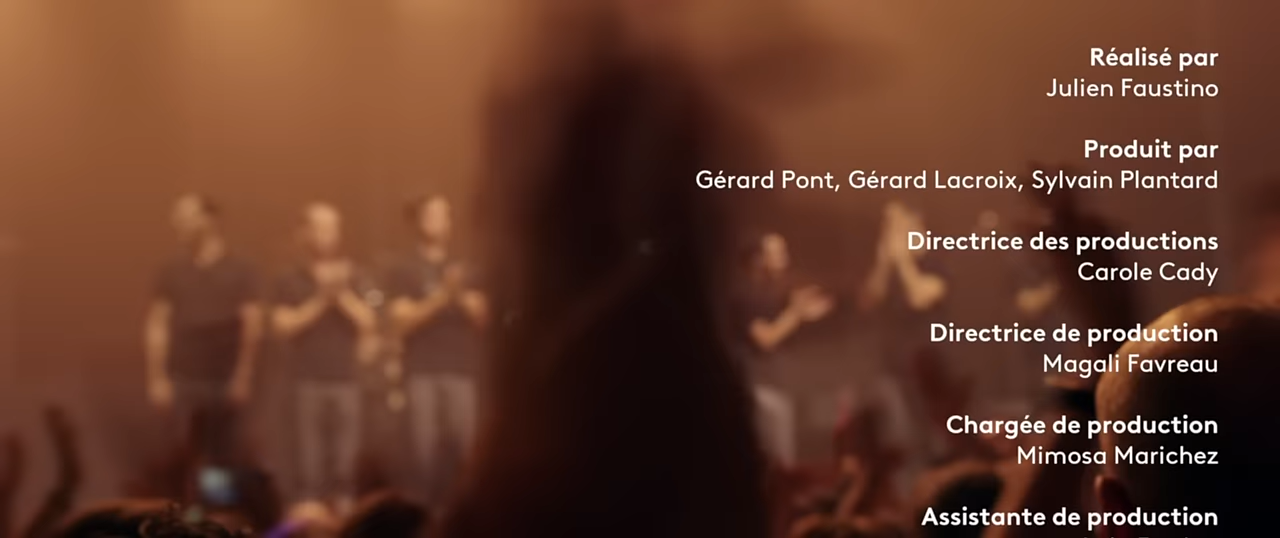 Réalisé par
Julien Faustino
Produit par
Gérard Pont, Gérard Lacroix, Sylvain Plantard
Directrice des productions
Carole Cady
Directrice de production
Magali Favreau
Chargée de production
Mimosa Marichez
Assistante de production